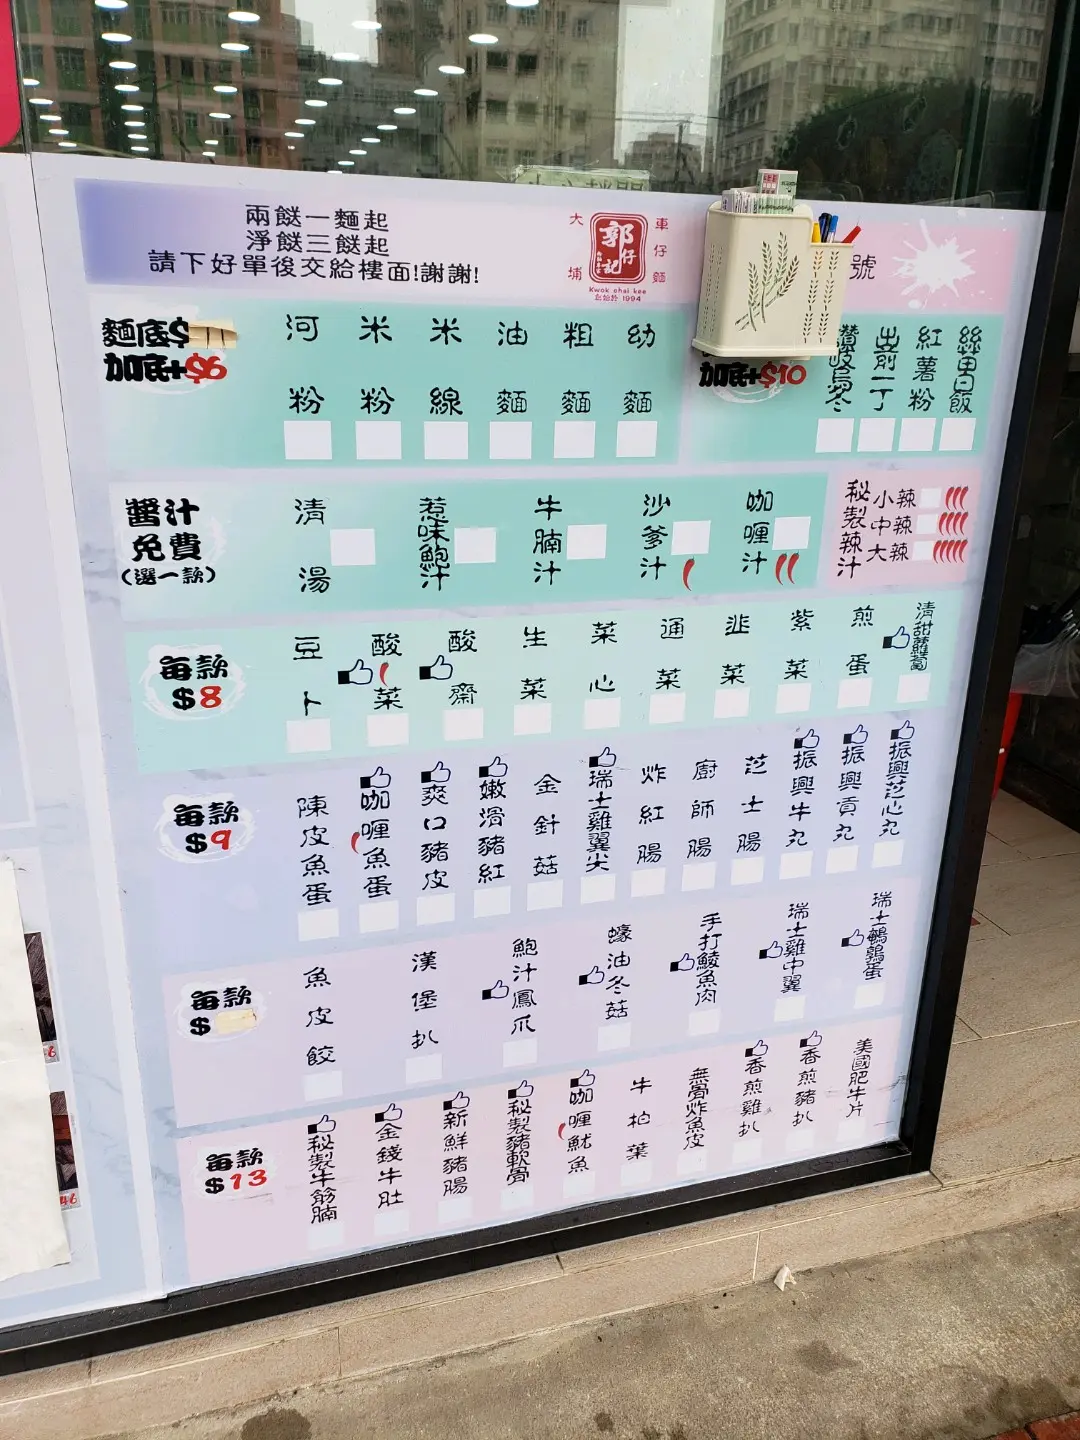 兩餸一麵起
淨餸三餸起
請下好單後交給樓面!謝謝!
大埔
郭仔記
車仔麵
Kwok chai kee
創始於 1994
號
麵底$
加底+$6
河粉
米粉
米線
油麵
粗麵
幼麵
加底+$10
讚岐烏冬
出前一丁
紅薯粉
絲苗白飯
醬汁
免費
(選一款)
清湯
惹味鮑汁
牛腩汁
沙爹汁
咖喱汁
秘製辣汁
小辣
中辣
大辣
每款
$8
豆卜
酸菜
酸齋
生菜
菜心
通菜
韭菜
紫菜
煎蛋
清甜蘿蔔
每款
$9
陳皮魚蛋
咖喱魚蛋
爽口豬皮
嫩滑豬紅
金針菇
瑞士雞翼尖
炸紅腸
廚師腸
芝士腸
振興牛丸
振興貢丸
振興芝心丸
每款
$
魚皮餃
漢堡扒
鮑汁鳳爪
蠔油冬菇
手打鯪魚肉
瑞士雞中翼
瑞士鵪鶉蛋
每款
$13
秘製牛筋腩
金錢牛肚
新鮮豬腸
秘製豬軟骨
咖喱魷魚
牛柏葉
無骨炸魚皮
香煎雞扒
香煎豬扒
美國肥牛片